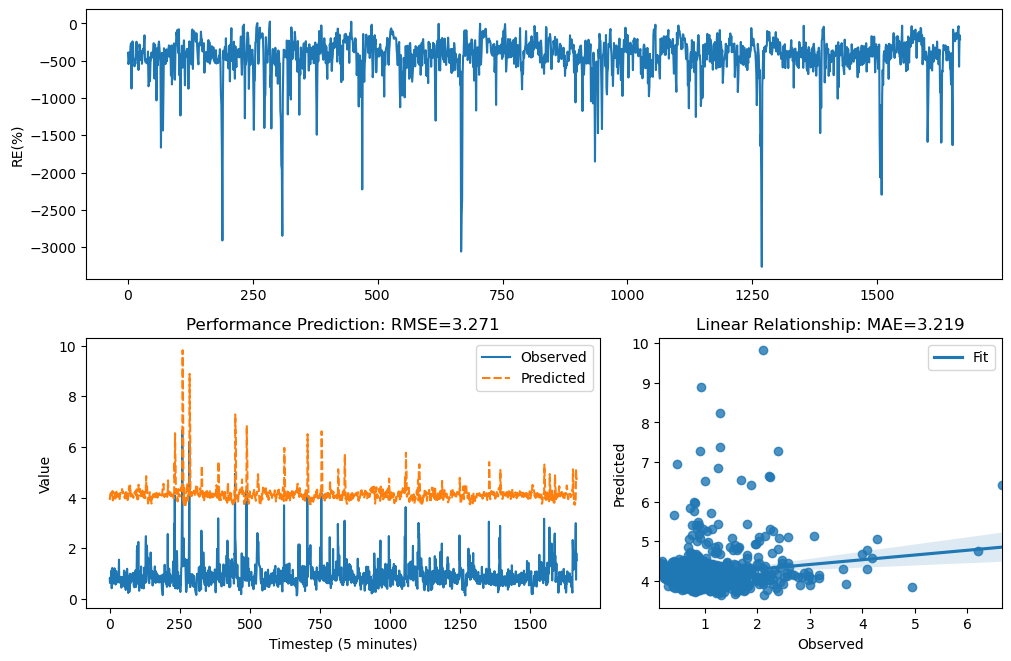 0
−500
−1000
−1500
−2000
−2500
−3000
RE(%)
0 250 500 750 1000 1250 1500
Performance Prediction: RMSE=3.271
Observed
Predicted
10
8
6
4
2
0
Value
0 250 500 750 1000 1250 1500
Timestep (5 minutes)
Linear Relationship: MAE=3.219
Fit
10
9
8
7
6
5
4
Predicted
1 2 3 4 5 6
Observed